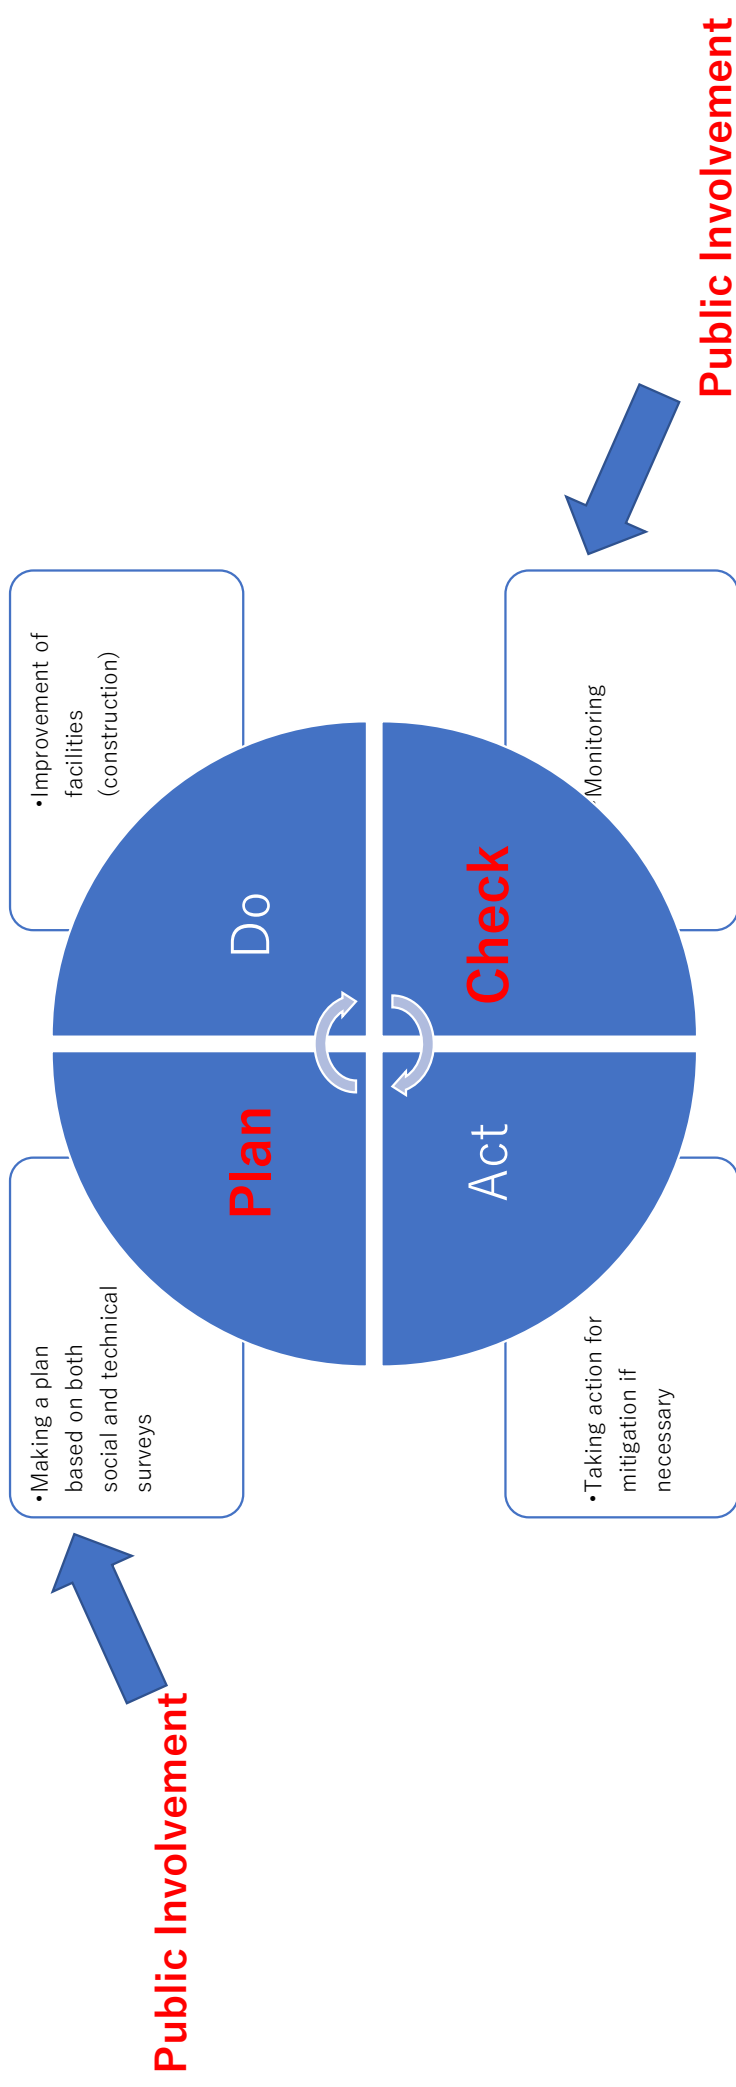 Public Involvement
•Making a plan
based on both
social and technical
surveys
•Improvement of
facilities
(construction)
Plan
Do
Act
Check
•Taking action for
mitigation if
necessary
Monitoring
Public Involvement